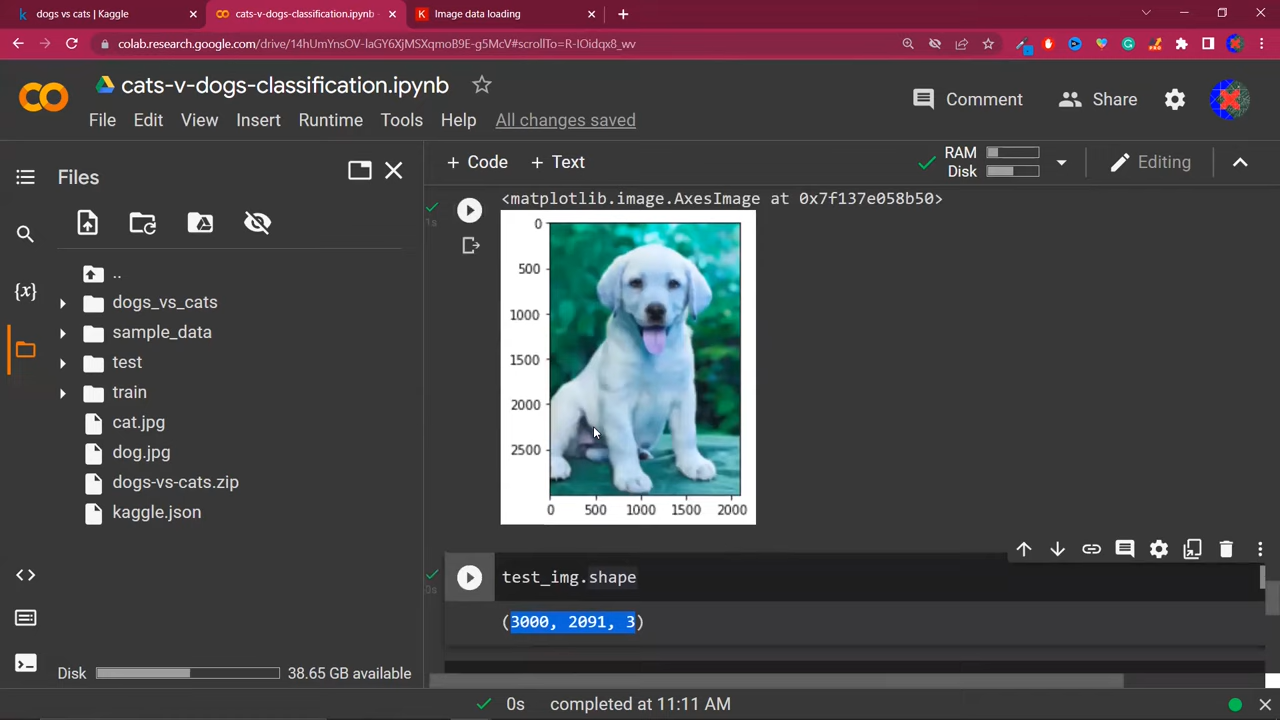 dogs vs cats | Kaggle
cats-v-dogs-classification.ipynb
Image data loading
colab.research.google.com/drive/14hUmYnsOV-laGY6XjMSXqmoB9E-g5McV#scrollTo=R-IOidqx8_wv
cats-v-dogs-classification.ipynb
Comment
Share
File Edit View Insert Runtime Tools Help All changes saved
Files
+ Code + Text
RAM
Disk
Editing
..
dogs_vs_cats
sample_data
test
train
cat.jpg
dog.jpg
dogs-vs-cats.zip
kaggle.json
Disk 38.65 GB available
1s
<matplotlib.image.AxesImage at 0x7f137e058b50>
0
500
1000
1500
2000
2500
0 500 1000 1500 2000
0s
test_img.shape
(3000, 2091, 3)
0s completed at 11:11 AM